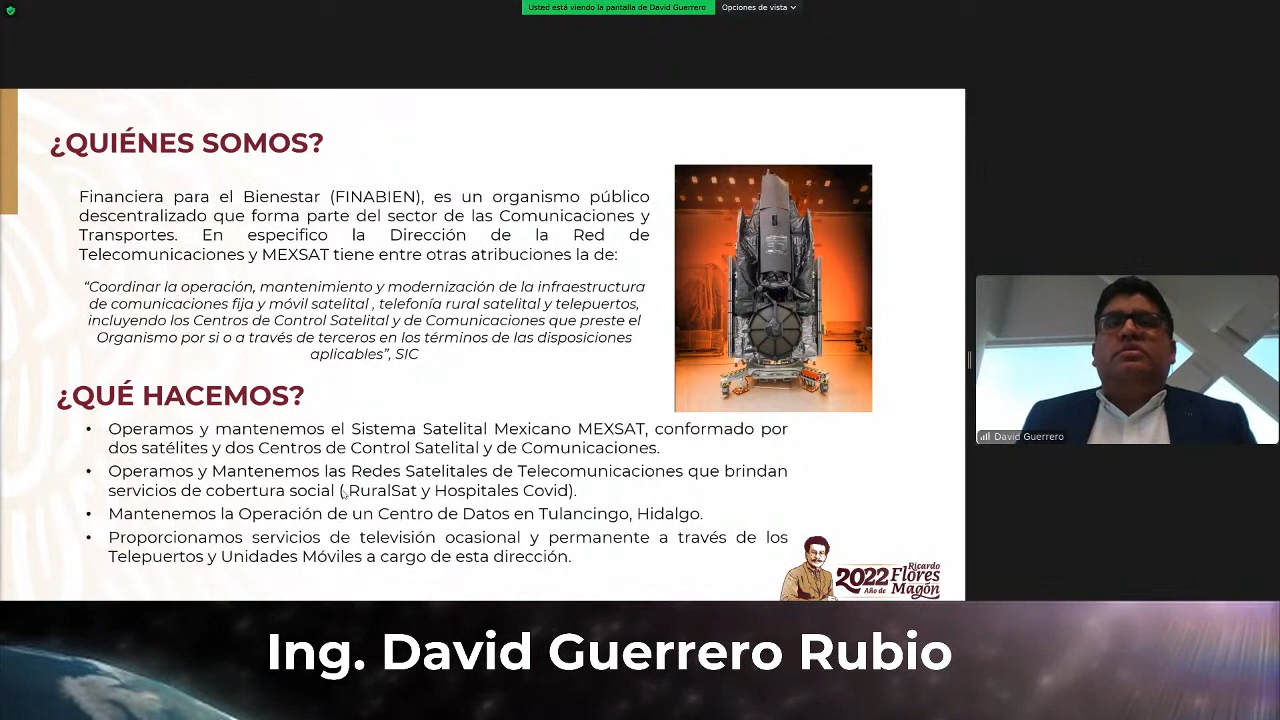 Usted está viendo la pantalla de David Guerrero
Opciones de vista
¿QUIÉNES SOMOS?
Financiera para el Bienestar (FINABIEN), es un organismo público
descentralizado que forma parte del sector de las Comunicaciones y
Transportes. En especifico la Dirección de la Red de
Telecomunicaciones y MEXSAT tiene entre otras atribuciones la de:
“Coordinar la operación, mantenimiento y modernización de la infraestructura
de comunicaciones fija y móvil satelital , telefonía rural satelital y telepuertos,
incluyendo los Centros de Control Satelital y de Comunicaciones que preste el
Organismo por si o a través de terceros en los términos de las disposiciones
aplicables”, SIC
¿QUÉ HACEMOS?
• Operamos y mantenemos el Sistema Satelital Mexicano MEXSAT, conformado por
dos satélites y dos Centros de Control Satelital y de Comunicaciones.
• Operamos y Mantenemos las Redes Satelitales de Telecomunicaciones que brindan
servicios de cobertura social ( RuralSat y Hospitales Covid).
• Mantenemos la Operación de un Centro de Datos en Tulancingo, Hidalgo.
• Proporcionamos servicios de televisión ocasional y permanente a través de los
Telepuertos y Unidades Móviles a cargo de esta dirección.
2022 Ricardo
Año de Flores
Magón
David Guerrero
Ing. David Guerrero Rubio